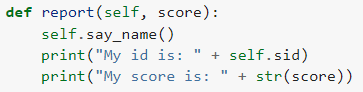 def report(self, score):
    self.say_name()
    print("My id is: " + self.sid)
    print("My score is: " + str(score))